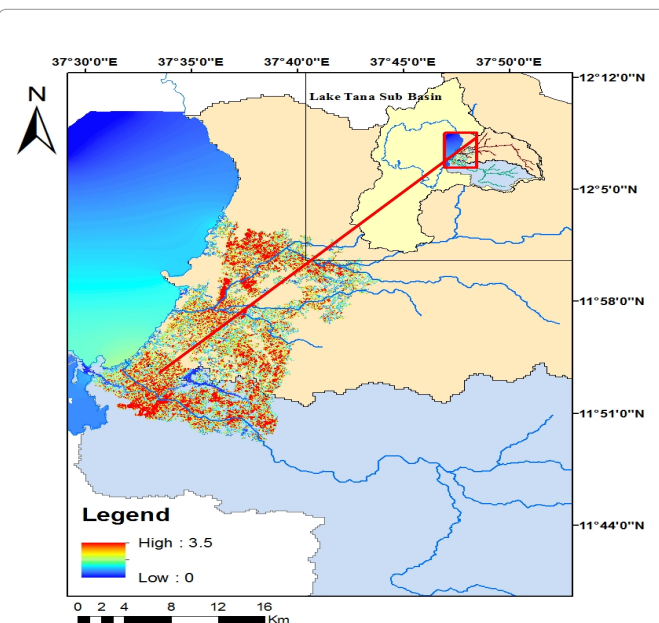 37°30'0"E 37°35'0"E 37°40'0"E 37°45'0"E 37°50'0"E
12°12'0"N
N
Lake Tana Sub Basin
12°5'0"N
11°58'0"N
11°51'0"N
11°44'0"N
Legend
High : 3.5
Low : 0
0 2 4 8 12 16
Km